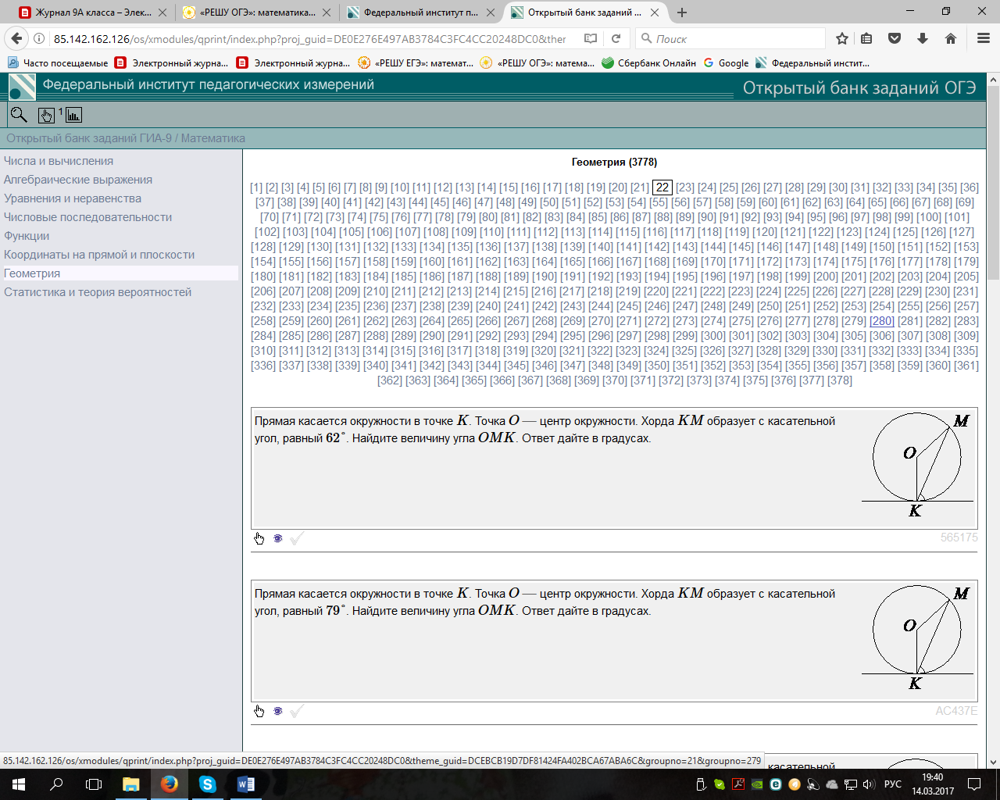 Журнал 9А класса – Элек...
«РЕШУ ОГЭ»: математика...
Федеральный институт п...
Открытый банк заданий ...
85.142.162.126/os/xmodules/qprint/index.php?proj_guid=DE0E276E497AB3784C3FC4CC20248DC0&ther
Поиск
Часто посещаемые
Электронный журна...
Электронный журна...
«РЕШУ ЕГЭ»: математ...
«РЕШУ ОГЭ»: матема...
Сбербанк Онлайн
Google
Федеральный инстит...
Федеральный институт педагогических измерений
Открытый банк заданий ОГЭ
1
Открытый банк заданий ГИА-9 / Математика
Числа и вычисления
Алгебраические выражения
Уравнения и неравенства
Числовые последовательности
Функции
Координаты на прямой и плоскости
Геометрия
Статистика и теория вероятностей
Геометрия (3778)
[1] [2] [3] [4] [5] [6] [7] [8] [9] [10] [11] [12] [13] [14] [15] [16] [17] [18] [19] [20] [21] 22 [23] [24] [25] [26] [27] [28] [29] [30] [31] [32] [33] [34] [35] [36]
[37] [38] [39] [40] [41] [42] [43] [44] [45] [46] [47] [48] [49] [50] [51] [52] [53] [54] [55] [56] [57] [58] [59] [60] [61] [62] [63] [64] [65] [66] [67] [68] [69]
[70] [71] [72] [73] [74] [75] [76] [77] [78] [79] [80] [81] [82] [83] [84] [85] [86] [87] [88] [89] [90] [91] [92] [93] [94] [95] [96] [97] [98] [99] [100] [101]
[102] [103] [104] [105] [106] [107] [108] [109] [110] [111] [112] [113] [114] [115] [116] [117] [118] [119] [120] [121] [122] [123] [124] [125] [126] [127]
[128] [129] [130] [131] [132] [133] [134] [135] [136] [137] [138] [139] [140] [141] [142] [143] [144] [145] [146] [147] [148] [149] [150] [151] [152] [153]
[154] [155] [156] [157] [158] [159] [160] [161] [162] [163] [164] [165] [166] [167] [168] [169] [170] [171] [172] [173] [174] [175] [176] [177] [178] [179]
[180] [181] [182] [183] [184] [185] [186] [187] [188] [189] [190] [191] [192] [193] [194] [195] [196] [197] [198] [199] [200] [201] [202] [203] [204] [205]
[206] [207] [208] [209] [210] [211] [212] [213] [214] [215] [216] [217] [218] [219] [220] [221] [222] [223] [224] [225] [226] [227] [228] [229] [230] [231]
[232] [233] [234] [235] [236] [237] [238] [239] [240] [241] [242] [243] [244] [245] [246] [247] [248] [249] [250] [251] [252] [253] [254] [255] [256] [257]
[258] [259] [260] [261] [262] [263] [264] [265] [266] [267] [268] [269] [270] [271] [272] [273] [274] [275] [276] [277] [278] [279] [280] [281] [282] [283]
[284] [285] [286] [287] [288] [289] [290] [291] [292] [293] [294] [295] [296] [297] [298] [299] [300] [301] [302] [303] [304] [305] [306] [307] [308] [309]
[310] [311] [312] [313] [314] [315] [316] [317] [318] [319] [320] [321] [322] [323] [324] [325] [326] [327] [328] [329] [330] [331] [332] [333] [334] [335]
[336] [337] [338] [339] [340] [341] [342] [343] [344] [345] [346] [347] [348] [349] [350] [351] [352] [353] [354] [355] [356] [357] [358] [359] [360] [361]
[362] [363] [364] [365] [366] [367] [368] [369] [370] [371] [372] [373] [374] [375] [376] [377] [378]
Прямая касается окружности в точке K. Точка O — центр окружности. Хорда KM образует с касательной
угол, равный 62°. Найдите величину угла OMK. Ответ дайте в градусах.
M
O
K
565175
Прямая касается окружности в точке K. Точка O — центр окружности. Хорда KM образует с касательной
угол, равный 79°. Найдите величину угла OMK. Ответ дайте в градусах.
M
O
K
AC437E
85.142.162.126/os/xmodules/qprint/index.php?proj_guid=DE0E276E497AB3784C3FC4CC20248DC0&theme_guid=DCEBCB19D7DF81424FA402BCA67ABA6C&groupno=21&groupno=279
касательной
РУС
19:40
14.03.2017